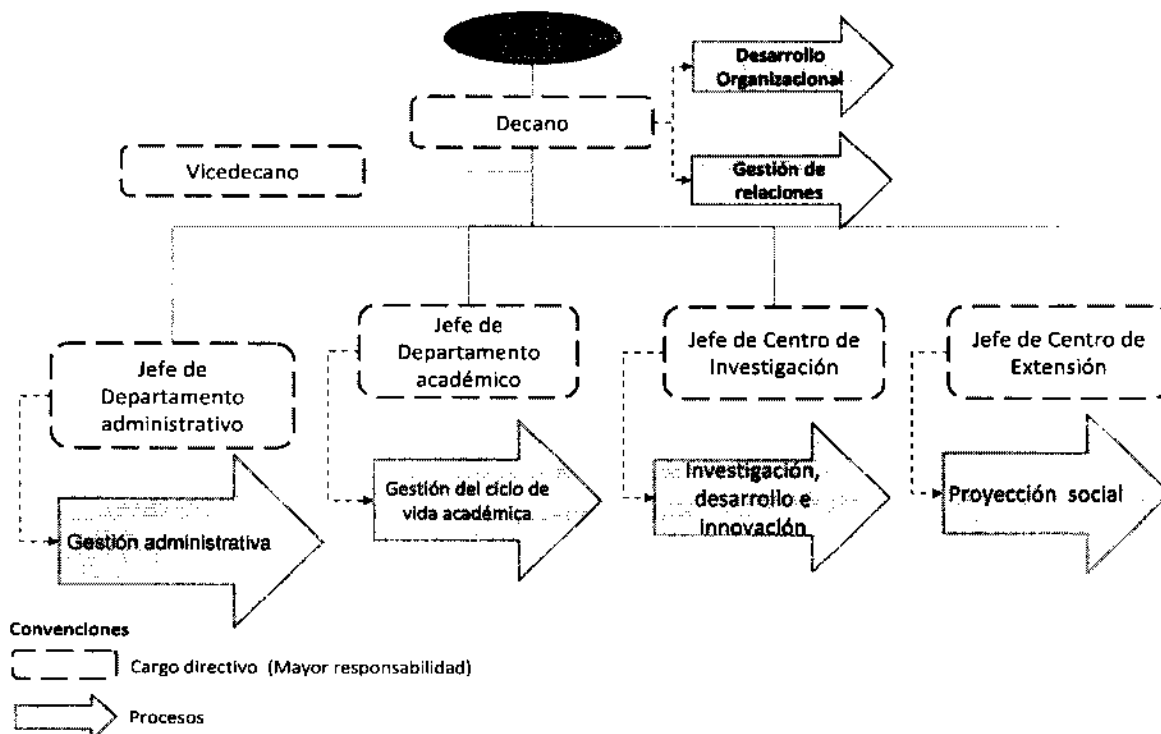 Desarrollo
Organizacional
Decano
Vicedecano
Gestión de
relaciones
Jefe de
Departamento
administrativo
Jefe de
Departamento
académico
Jefe de Centro de
Investigación
Jefe de Centro de
Extensión
Gestión administrativa
Gestión del ciclo de
vida académica
Investigación,
desarrollo e
innovación
Proyección social
Convenciones
Cargo directivo (Mayor responsabilidad)
Procesos